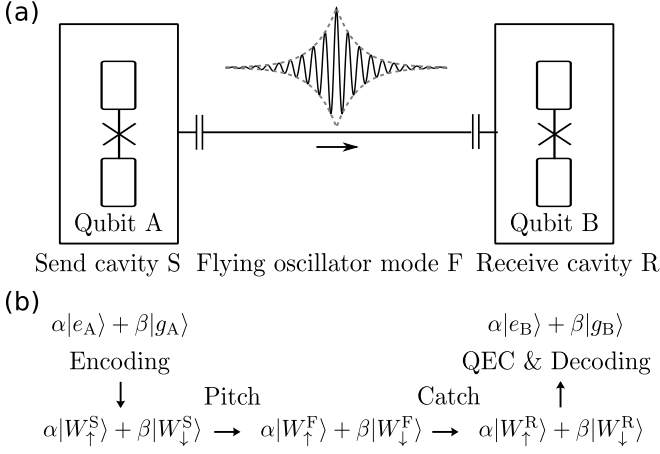 (a)
Qubit A
Qubit B
Send cavity S
Flying oscillator mode F
Receive cavity R
(b)
α|e_A⟩ + β|g_A⟩
α|e_B⟩ + β|g_B⟩
Encoding
QEC & Decoding
Pitch
Catch
α|W_↑^S⟩ + β|W_↓^S⟩
α|W_↑^F⟩ + β|W_↓^F⟩
α|W_↑^R⟩ + β|W_↓^R⟩